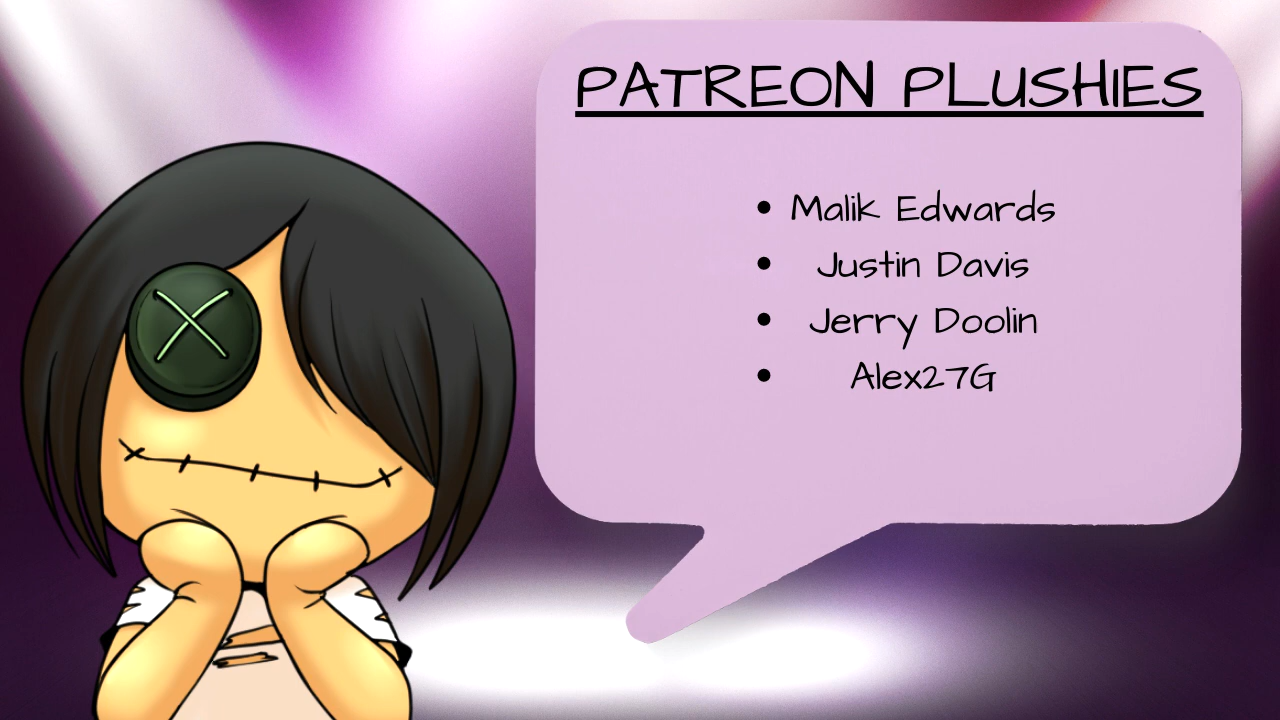 PATREON PLUSHIES
• Malik Edwards
• Justin Davis
• Jerry Doolin
• Alex27G